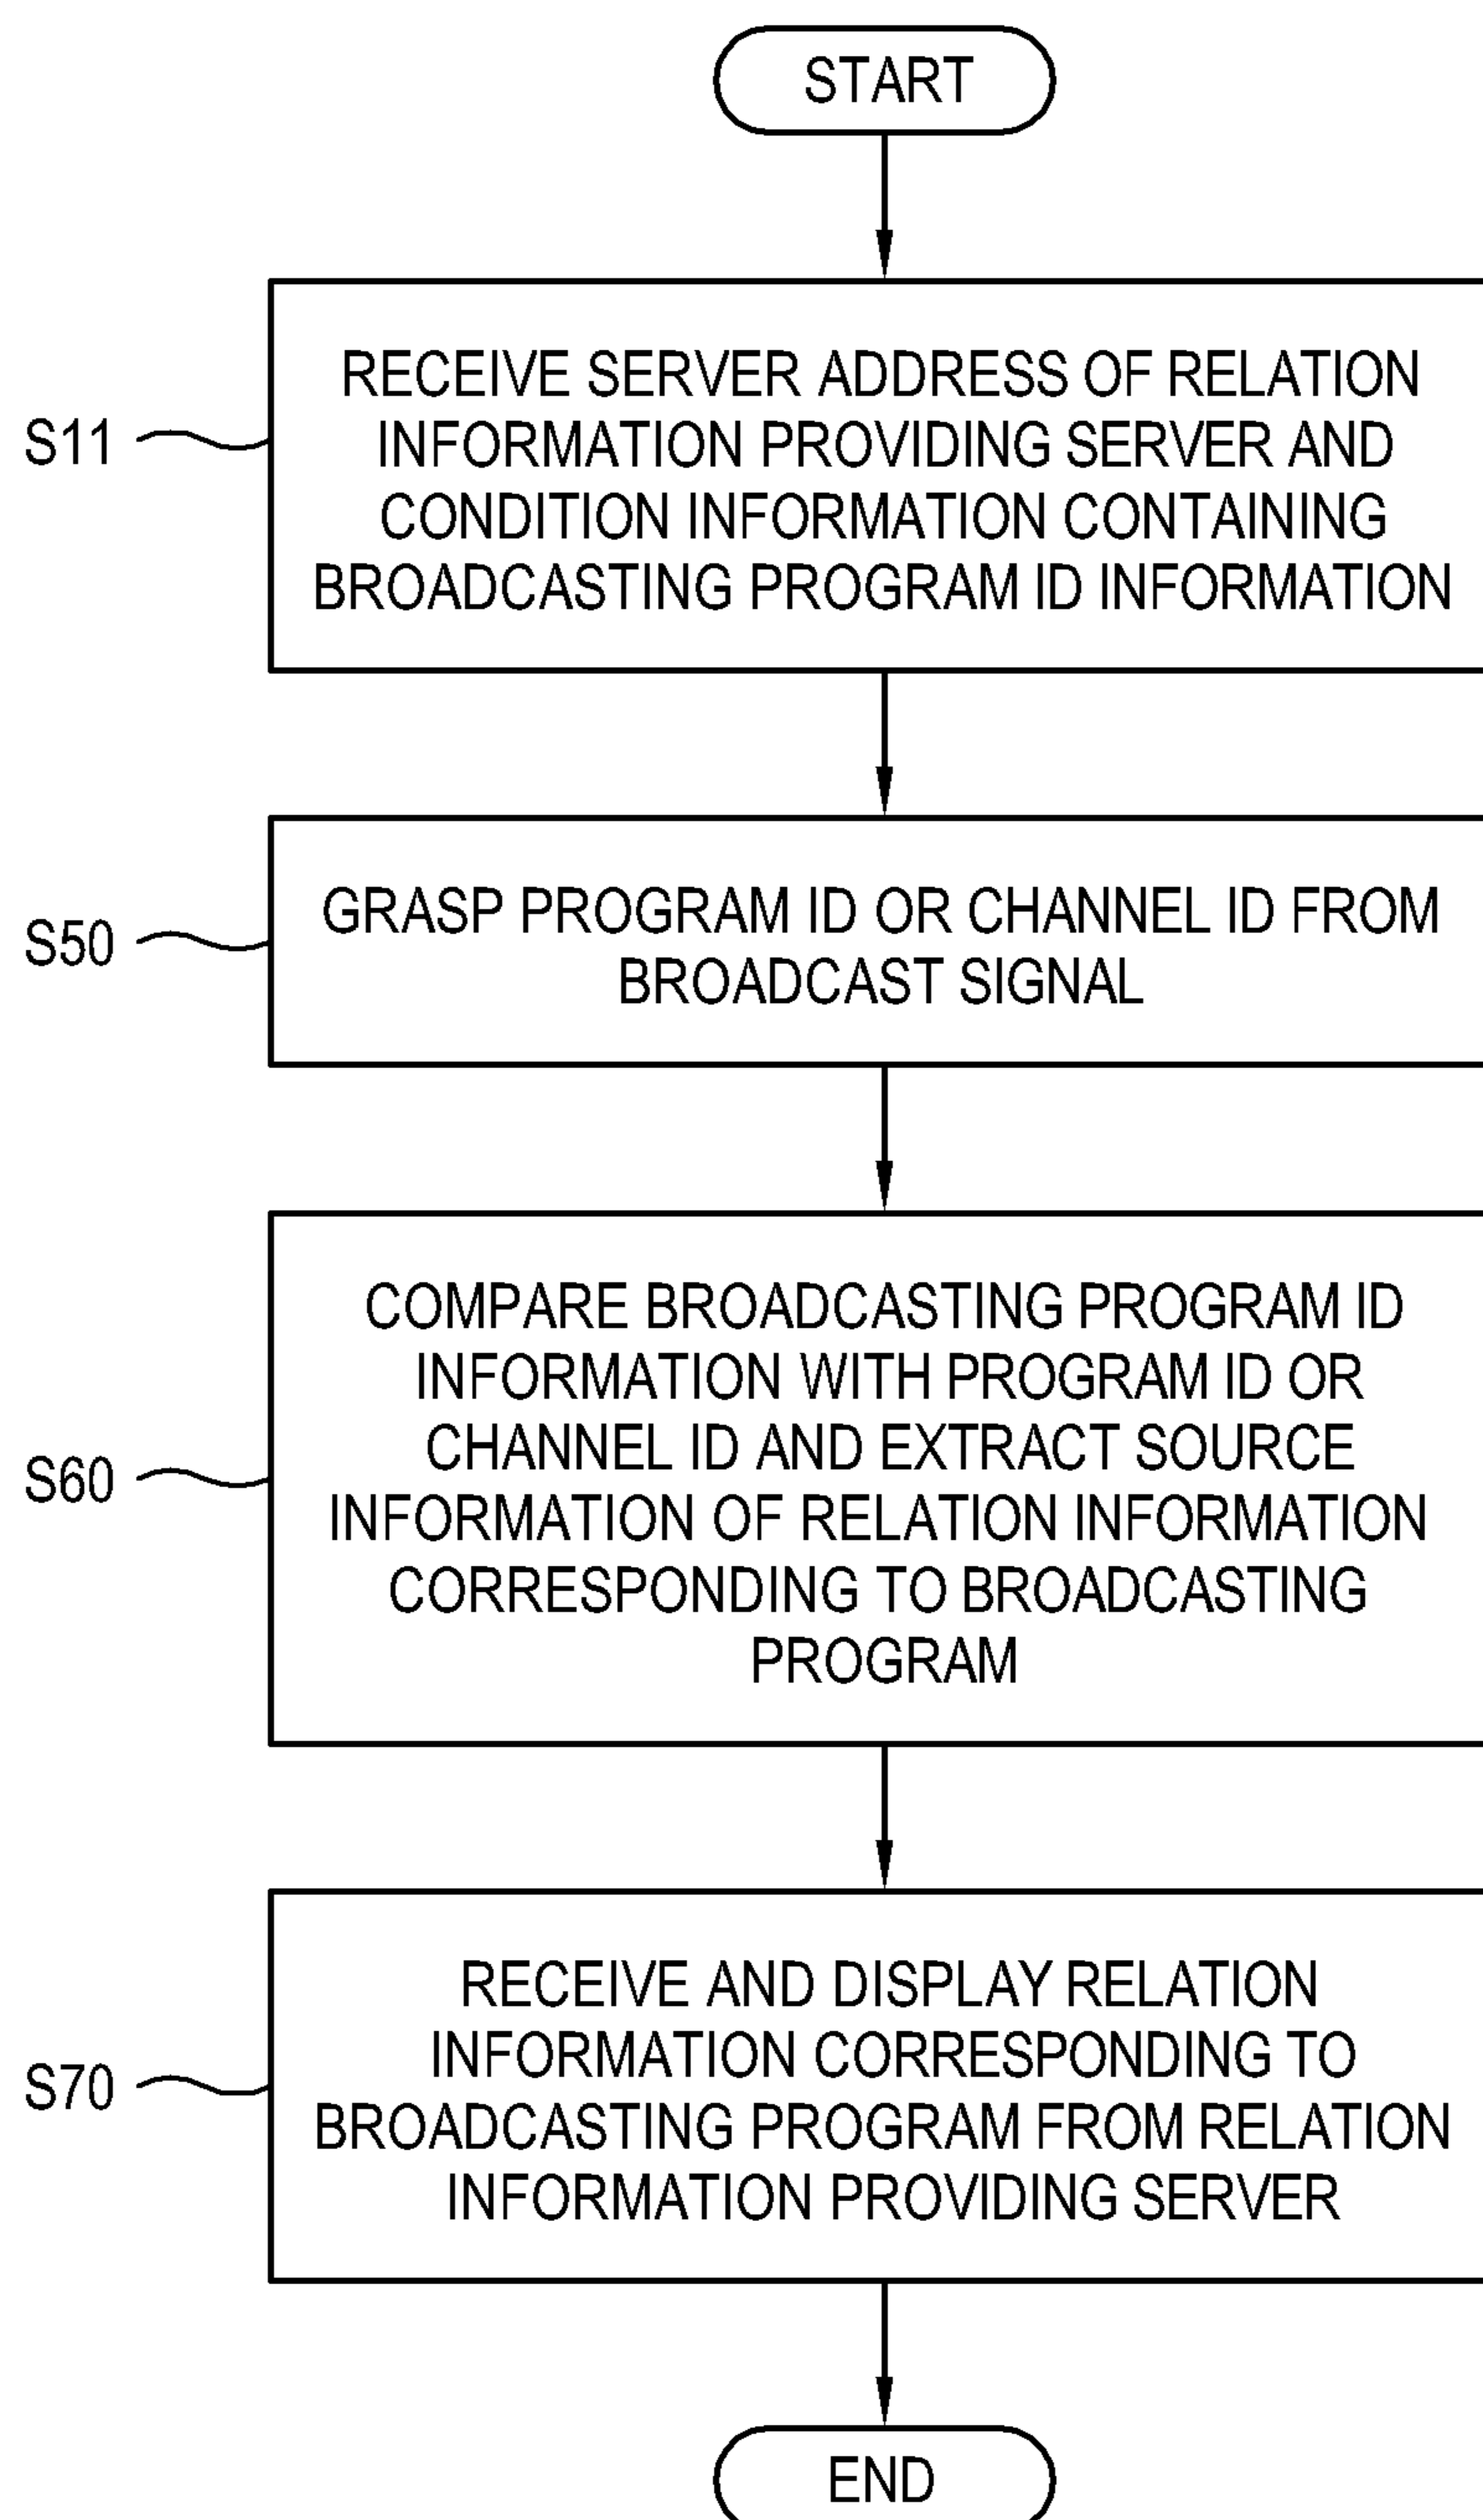 START
S11
RECEIVE SERVER ADDRESS OF RELATION
INFORMATION PROVIDING SERVER AND
CONDITION INFORMATION CONTAINING
BROADCASTING PROGRAM ID INFORMATION
S50
GRASP PROGRAM ID OR CHANNEL ID FROM
BROADCAST SIGNAL
S60
COMPARE BROADCASTING PROGRAM ID
INFORMATION WITH PROGRAM ID OR
CHANNEL ID AND EXTRACT SOURCE
INFORMATION OF RELATION INFORMATION
CORRESPONDING TO BROADCASTING
PROGRAM
S70
RECEIVE AND DISPLAY RELATION
INFORMATION CORRESPONDING TO
BROADCASTING PROGRAM FROM RELATION
INFORMATION PROVIDING SERVER
END